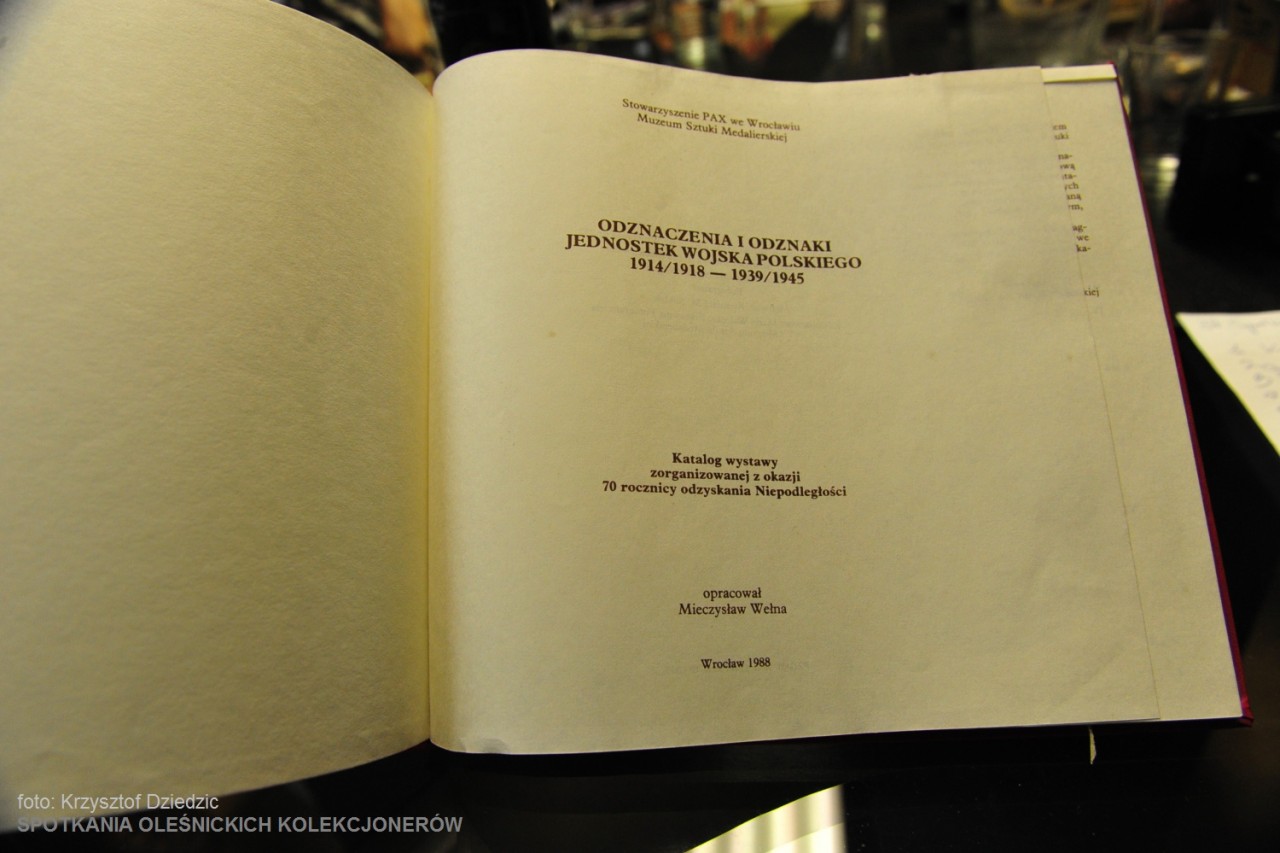 Stowarzyszenie PAX we Wrocławiu
Muzeum Sztuki Medalierskiej
ODZNACZENIA I ODZNAKI
JEDNOSTEK WOJSKA POLSKIEGO
1914/1918 — 1939/1945
Katalog wystawy
zorganizowanej z okazji
70 rocznicy odzyskania Niepodległości
opracował
Mieczysław Wełna
Wrocław 1988
foto: Krzysztof Dziedzic
SPOTKANIA OLEŚNICKICH KOLEKCJONERÓW